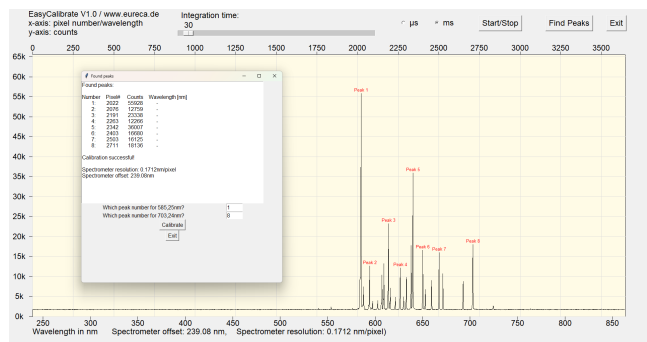 EasyCalibrate V1.0 / www.eureca.de
x-axis: pixel number/wavelength
y-axis: counts
Integration time:
30
µs
ms
Start/Stop
Find Peaks
Exit
0 250 500 750 1000 1250 1500 1750 2000 2250 2500 2750 3000 3250 3500
65k
60k
55k
50k
45k
40k
35k
30k
25k
20k
15k
10k
5k
0k
Found peaks
Found peaks:
Number Peak# Counts Wavelength [nm]
1: 2022 55928 -
2: 2076 12759 -
3: 2191 23338 -
4: 2263 12266 -
5: 2342 36007 -
6: 2403 16680 -
7: 2503 16125 -
8: 2711 18136 -
Calibration successful!
Spectrometer resolution: 0.1712nm/pixel
Spectrometer offset: 239.08nm
Which peak number for 585,25nm? 1
Which peak number for 703,24nm? 8
Calibrate
Exit
Peak 1
Peak 5
Peak 3
Peak 6
Peak 7
Peak 8
Peak 2
Peak 4
250 300 350 400 450 500 550 600 650 700 750 800 850
Wavelength in nm Spectrometer offset: 239.08 nm, Spectrometer resolution: 0.1712 nm/pixel)